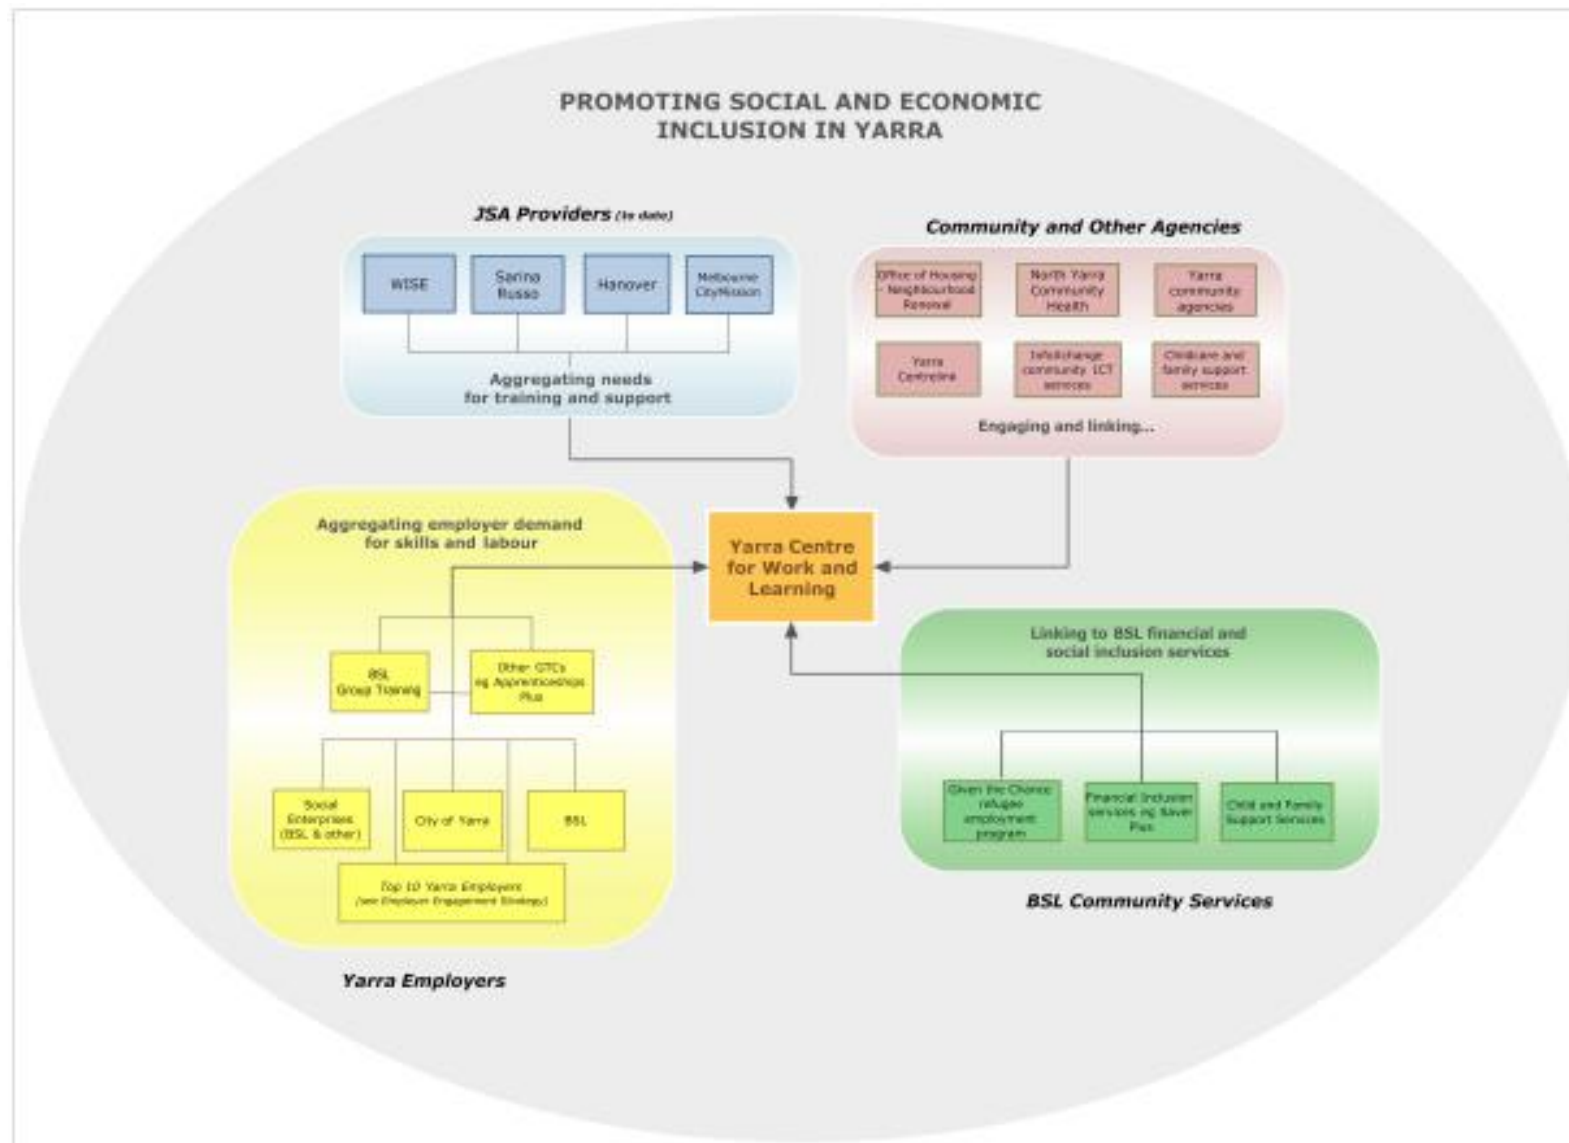 PROMOTING SOCIAL AND ECONOMIC
INCLUSION IN YARRA
JSA Providers (to date)
WISE
Sarina
Russo
Hanover
Melbourne
CityMission
Aggregating needs
for training and support
Community and Other Agencies
Office of Housing
- Neighbourhood
Renewal
North Yarra
Community
Health
Yarra
community
agencies
Yarra
Centrelink
Infoxchange
community ICT
services
Childcare and
family support
services
Engaging and linking...
Aggregating employer demand
for skills and labour
BSL
Group Training
Other GTCs
eg Apprenticeships
Plus
Social
Enterprises
(BSL & other)
City of Yarra
BSL
Top 10 Yarra Employers
(see Employer Engagement Strategy)
Yarra Employers
Yarra Centre
for Work and
Learning
Linking to BSL financial and
social inclusion services
Given the Chance
refugee
employment
program
Financial Inclusion
services eg Saver
Plus
Child and Family
Support Services
BSL Community Services